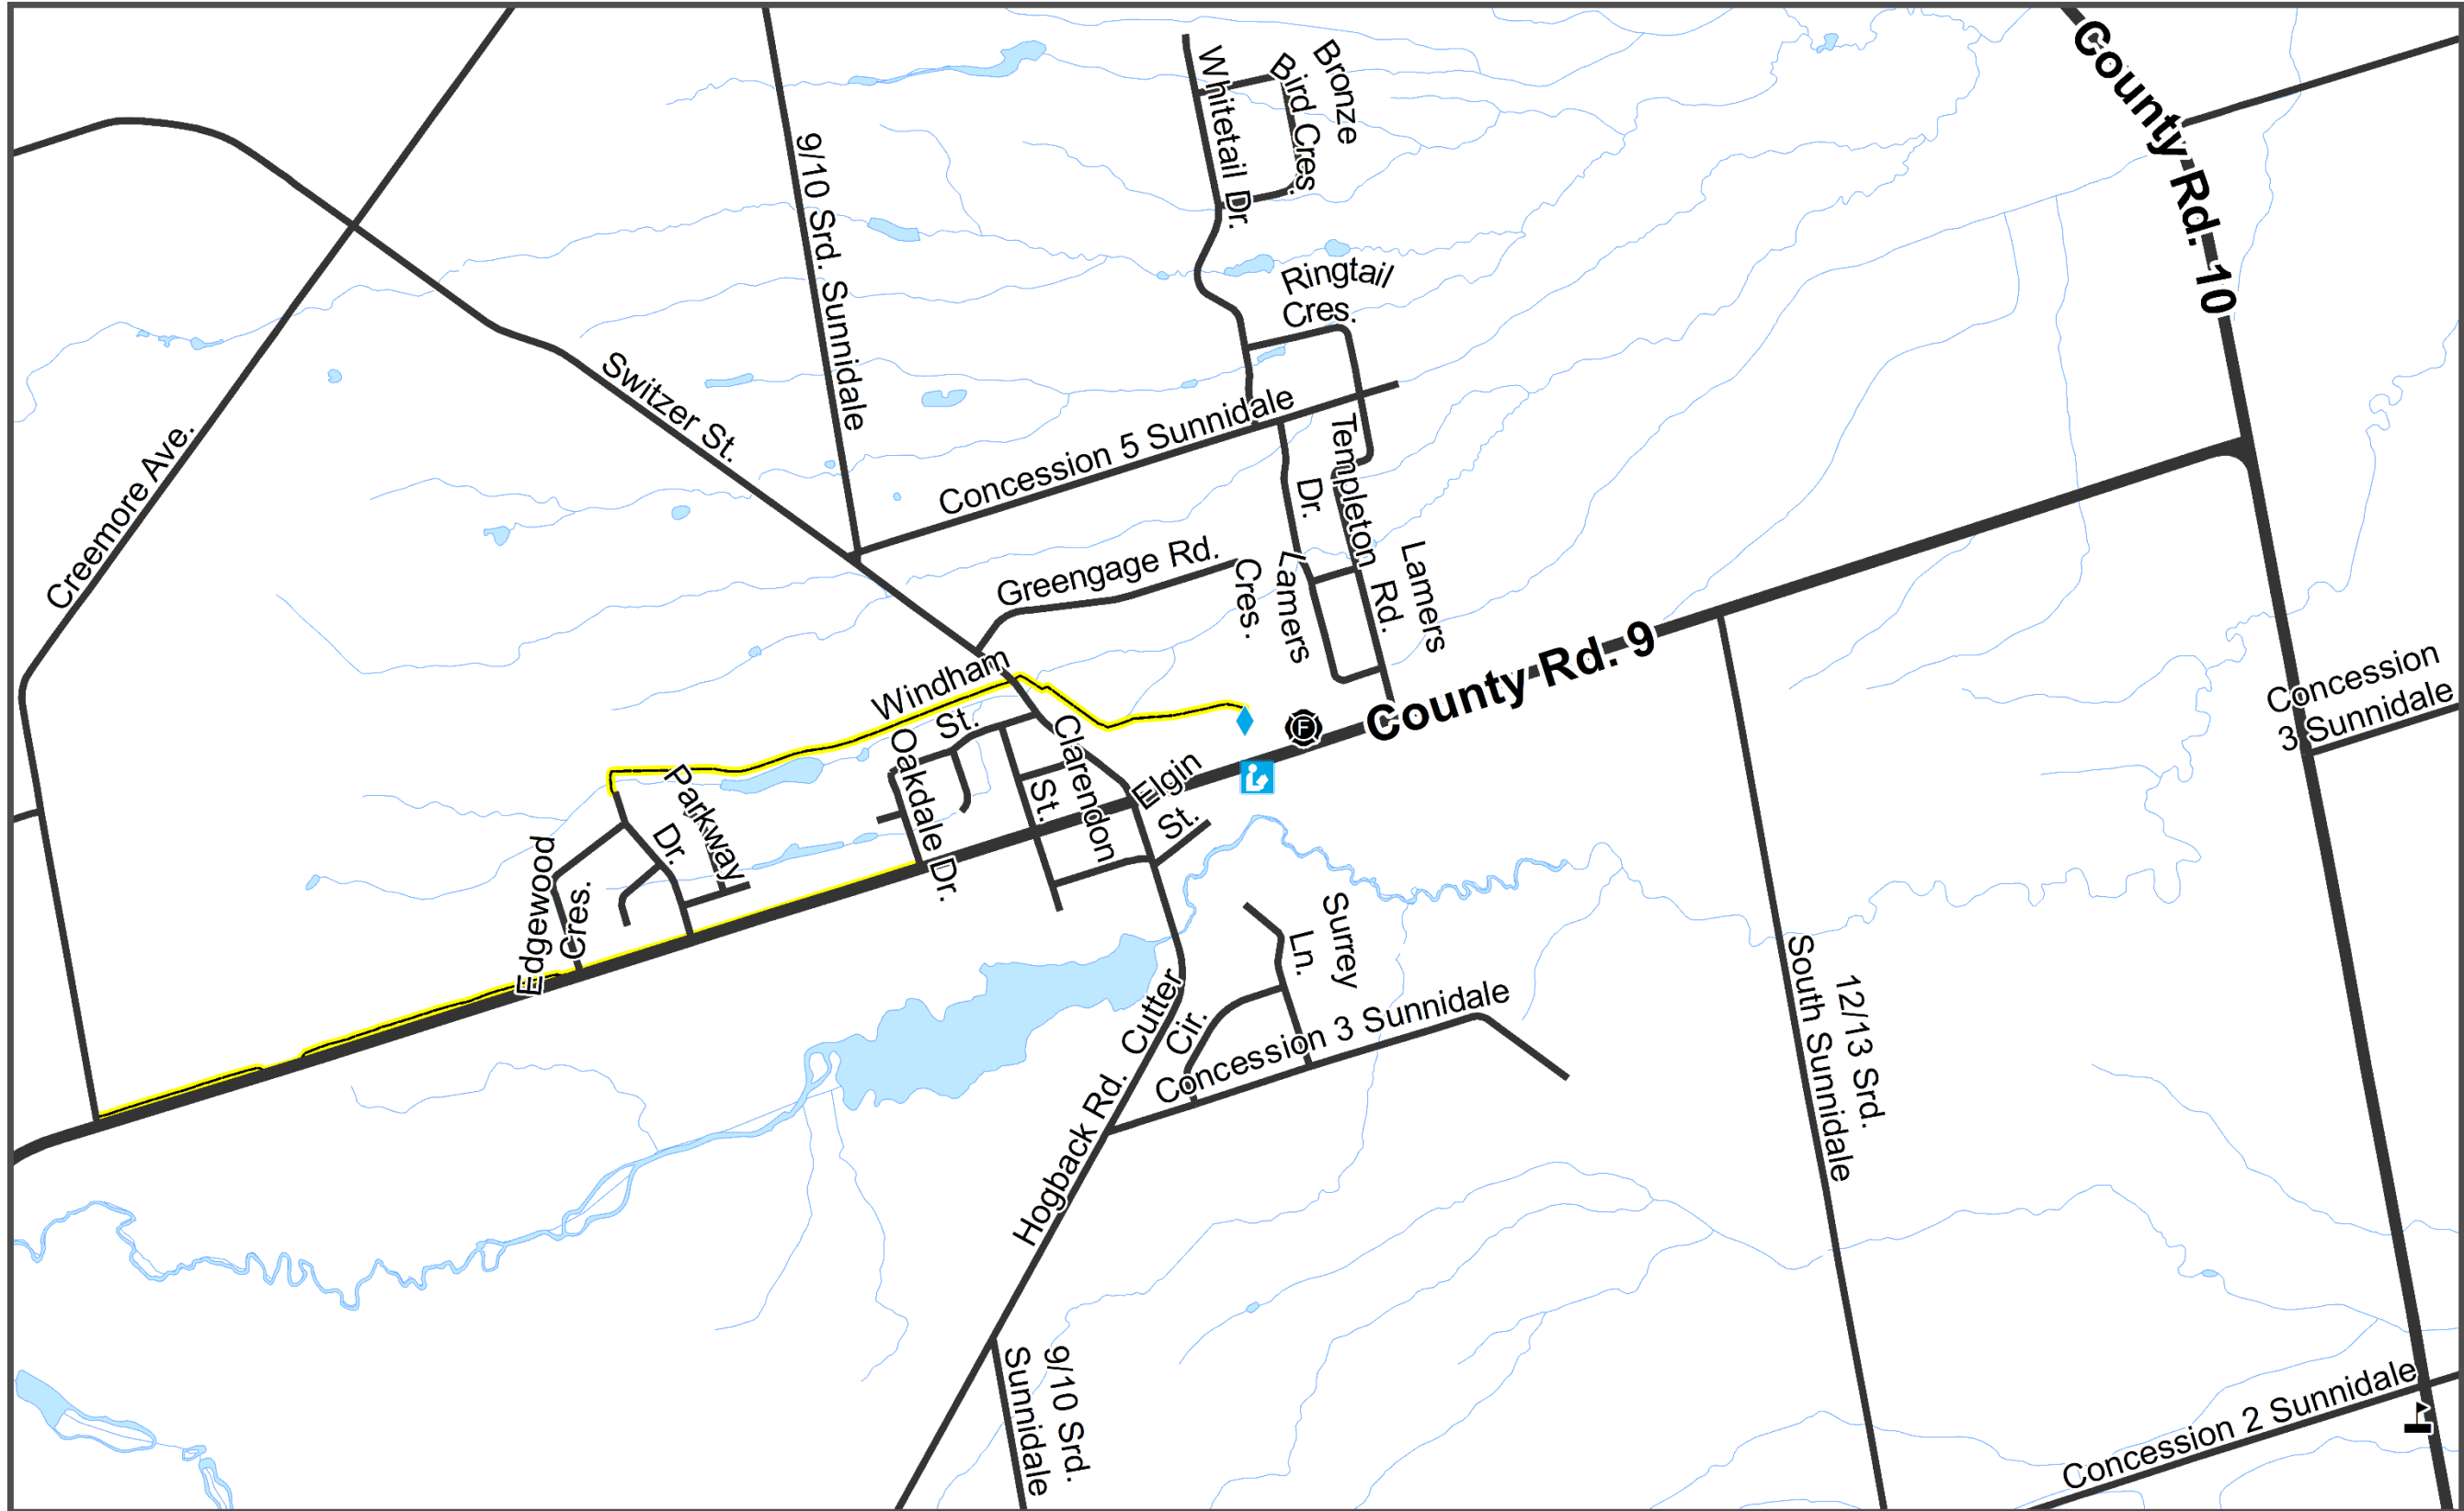 County Rd. 10
Bronze
Bird Cres.
Whitetail Dr.
9/10 Srd. Sunnidale
Ringtail
Cres.
Switzer St.
Concession 5 Sunnidale
Creemore Ave.
Templeton
Rd.
Dr.
Lamers
Greengage Rd.
Cres.
Lamers
County Rd. 9
Windham
St.
Concession
3 Sunnidale
F
Clarendon
St.
Elgin
St.
Oakdale Dr.
Parkway
Dr.
Edgewood
Cres.
Surrey
Ln.
Cutter
Cir.
Concession 3 Sunnidale
12/13 Srd.
South Sunnidale
Hogback Rd.
9/10 Srd.
Sunnidale
Concession 2 Sunnidale